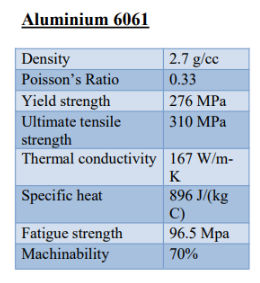 Aluminium 6061
Density 2.7 g/cc
Poisson's Ratio 0.33
Yield strength 276 MPa
Ultimate tensile 310 MPa
strength
Thermal conductivity 167 W/m-
K
Specific heat 896 J/(kg
C)
Fatigue strength 96.5 Mpa
Machinability 70%